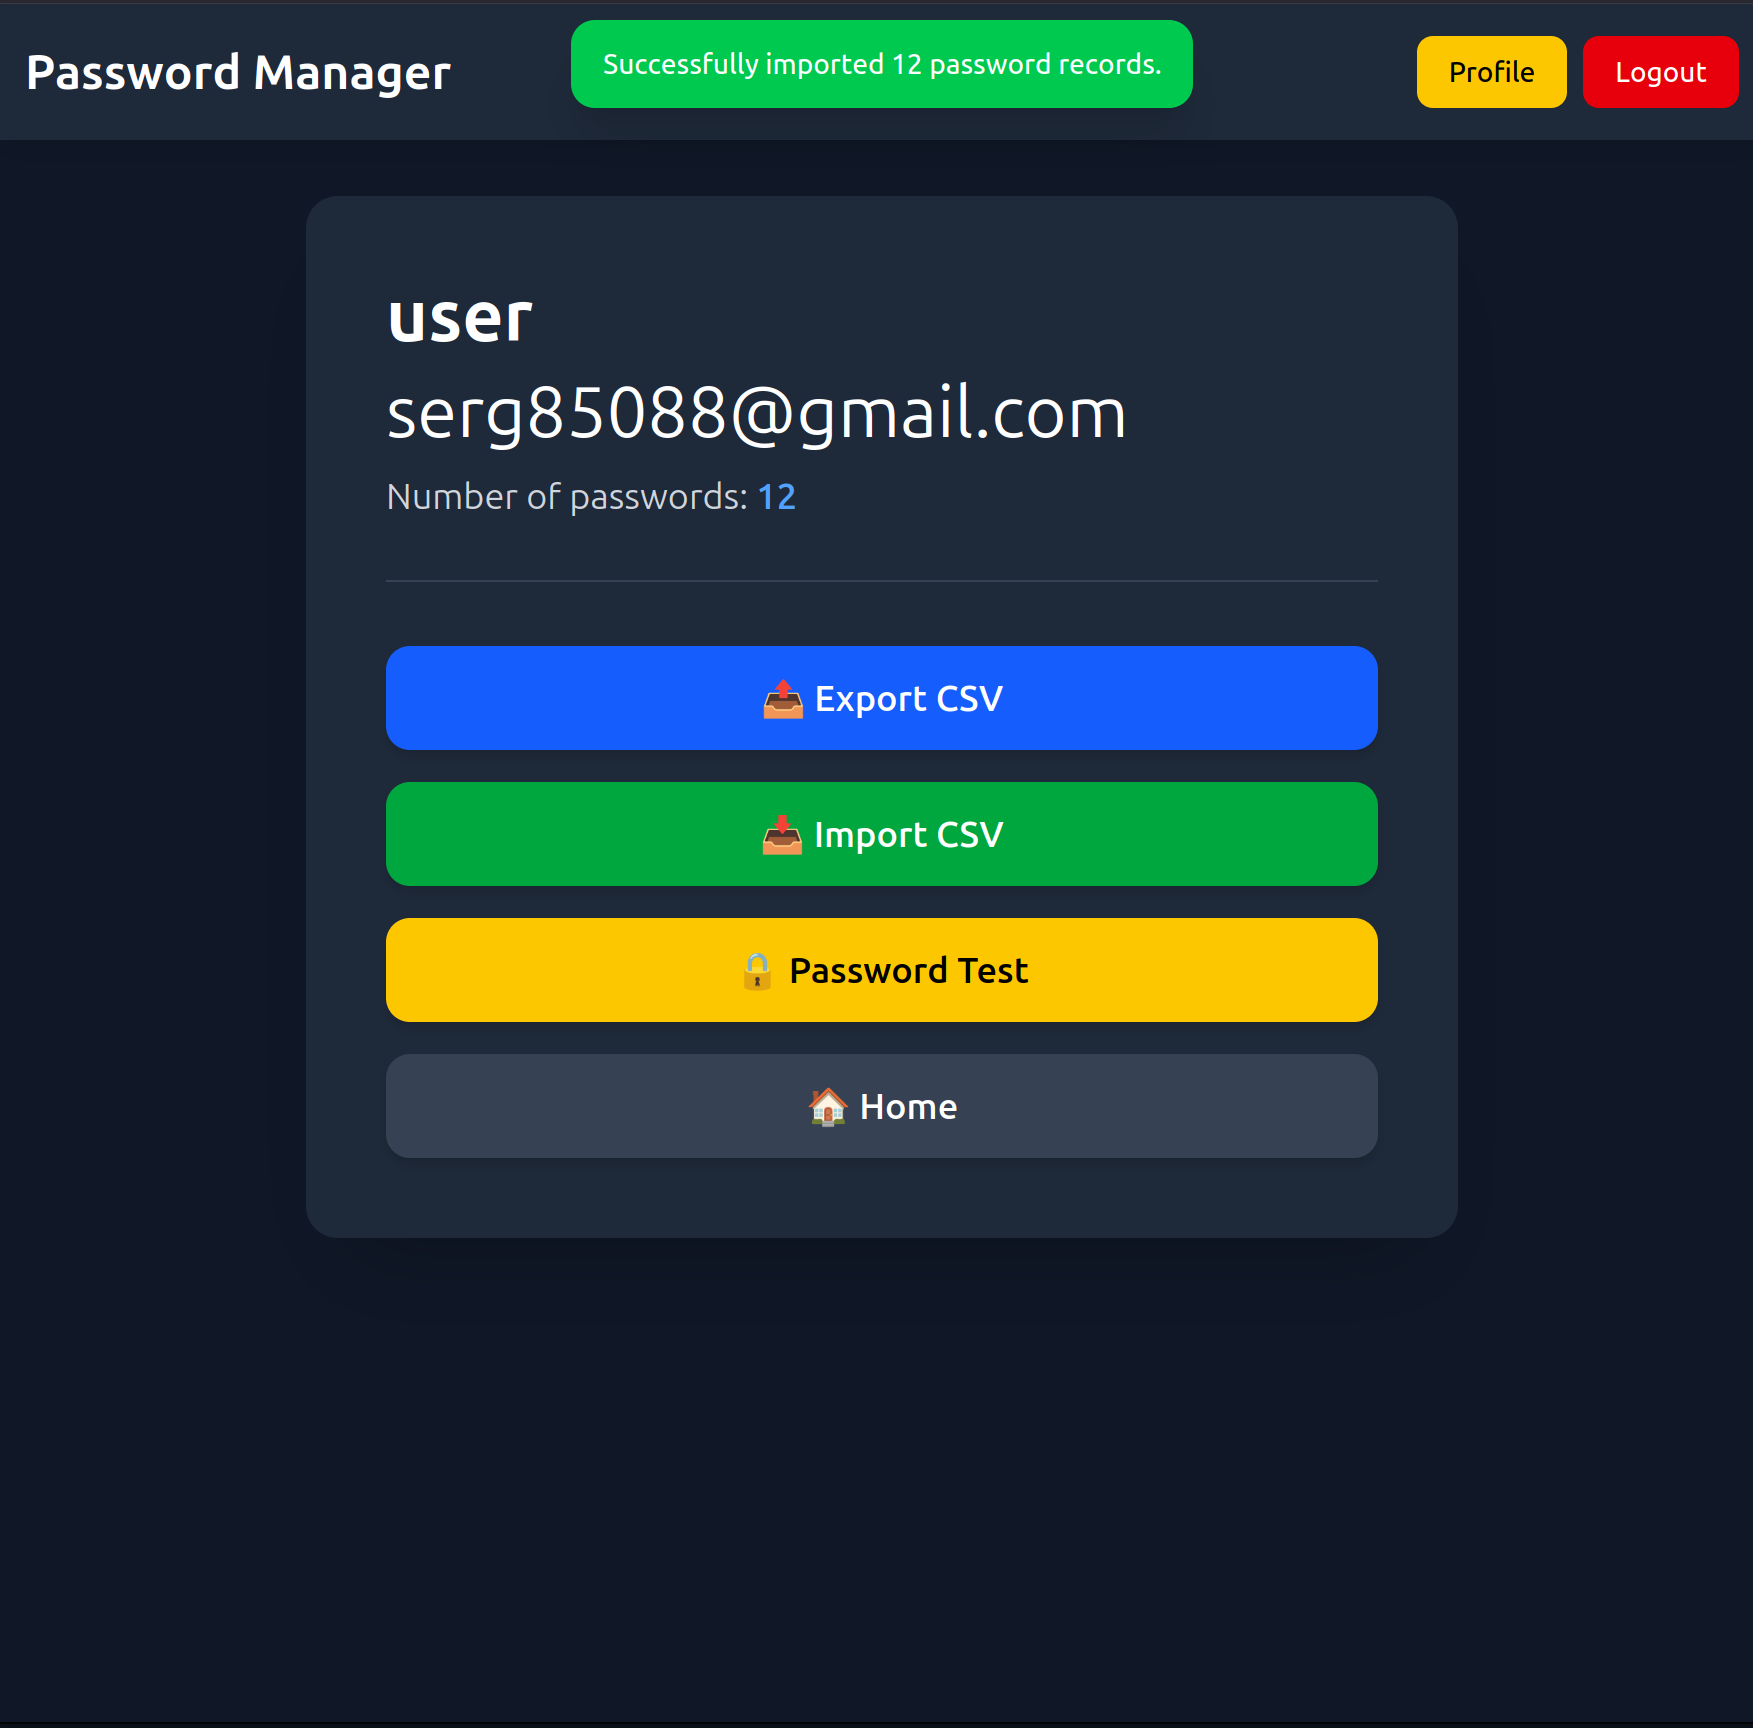 Password Manager
Successfully imported 12 password records.
Profile
Logout
user
serg85088@gmail.com
Number of passwords: 12
📤 Export CSV
📥 Import CSV
🔒 Password Test
🏠 Home